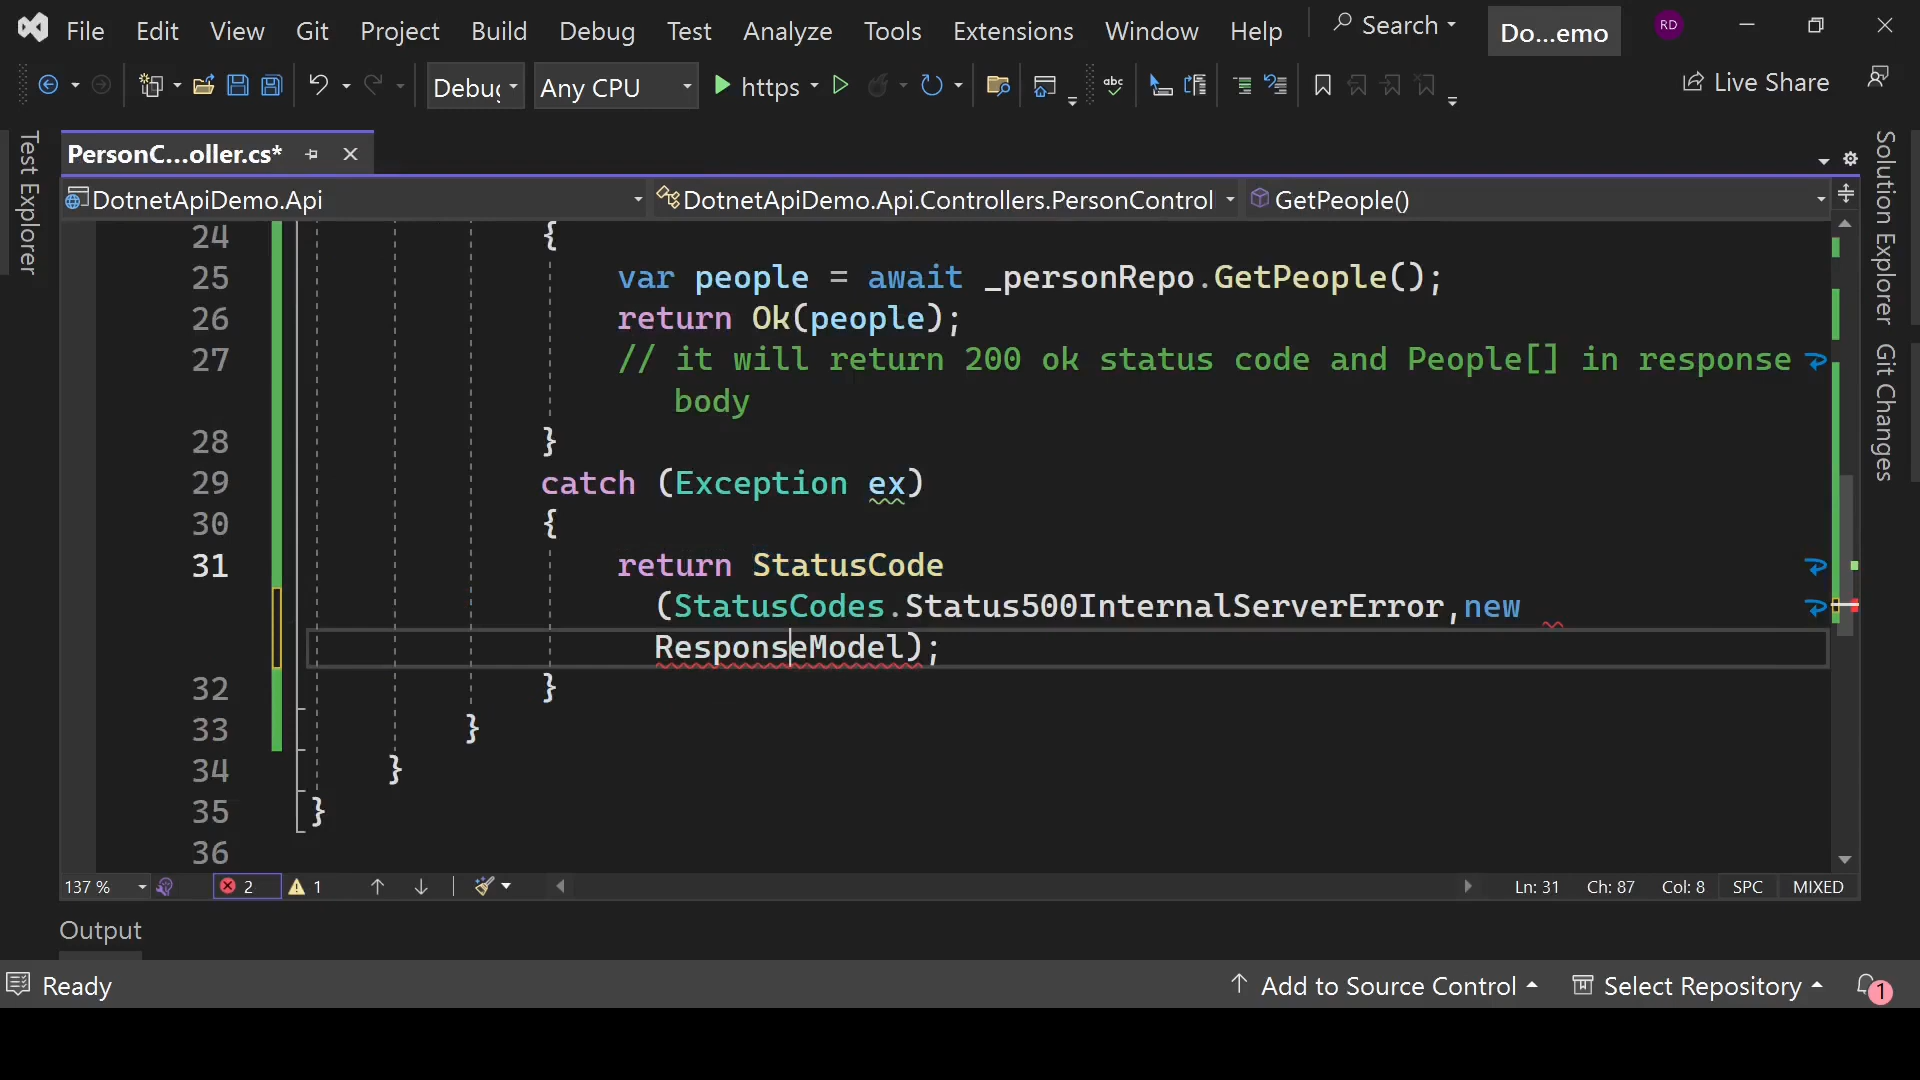 File Edit View Git Project Build Debug Test Analyze Tools Extensions Window Help Search Do...emo RD
Debug Any CPU https Live Share
PersonC...oller.cs*
DotnetApiDemo.Api DotnetApiDemo.Api.Controllers.PersonControl GetPeople()
Test Explorer
Solution Explorer
Git Changes
24 {
25 var people = await _personRepo.GetPeople();
26 return Ok(people);
27 // it will return 200 ok status code and People[] in response
body
28 }
29 catch (Exception ex)
30 {
31 return StatusCode
(StatusCodes.Status500InternalServerError,new
ResponseModel);
32 }
33 }
34 }
35 }
36
137 % 2 1 Ln: 31 Ch: 87 Col: 8 SPC MIXED
Output
Ready Add to Source Control Select Repository 1